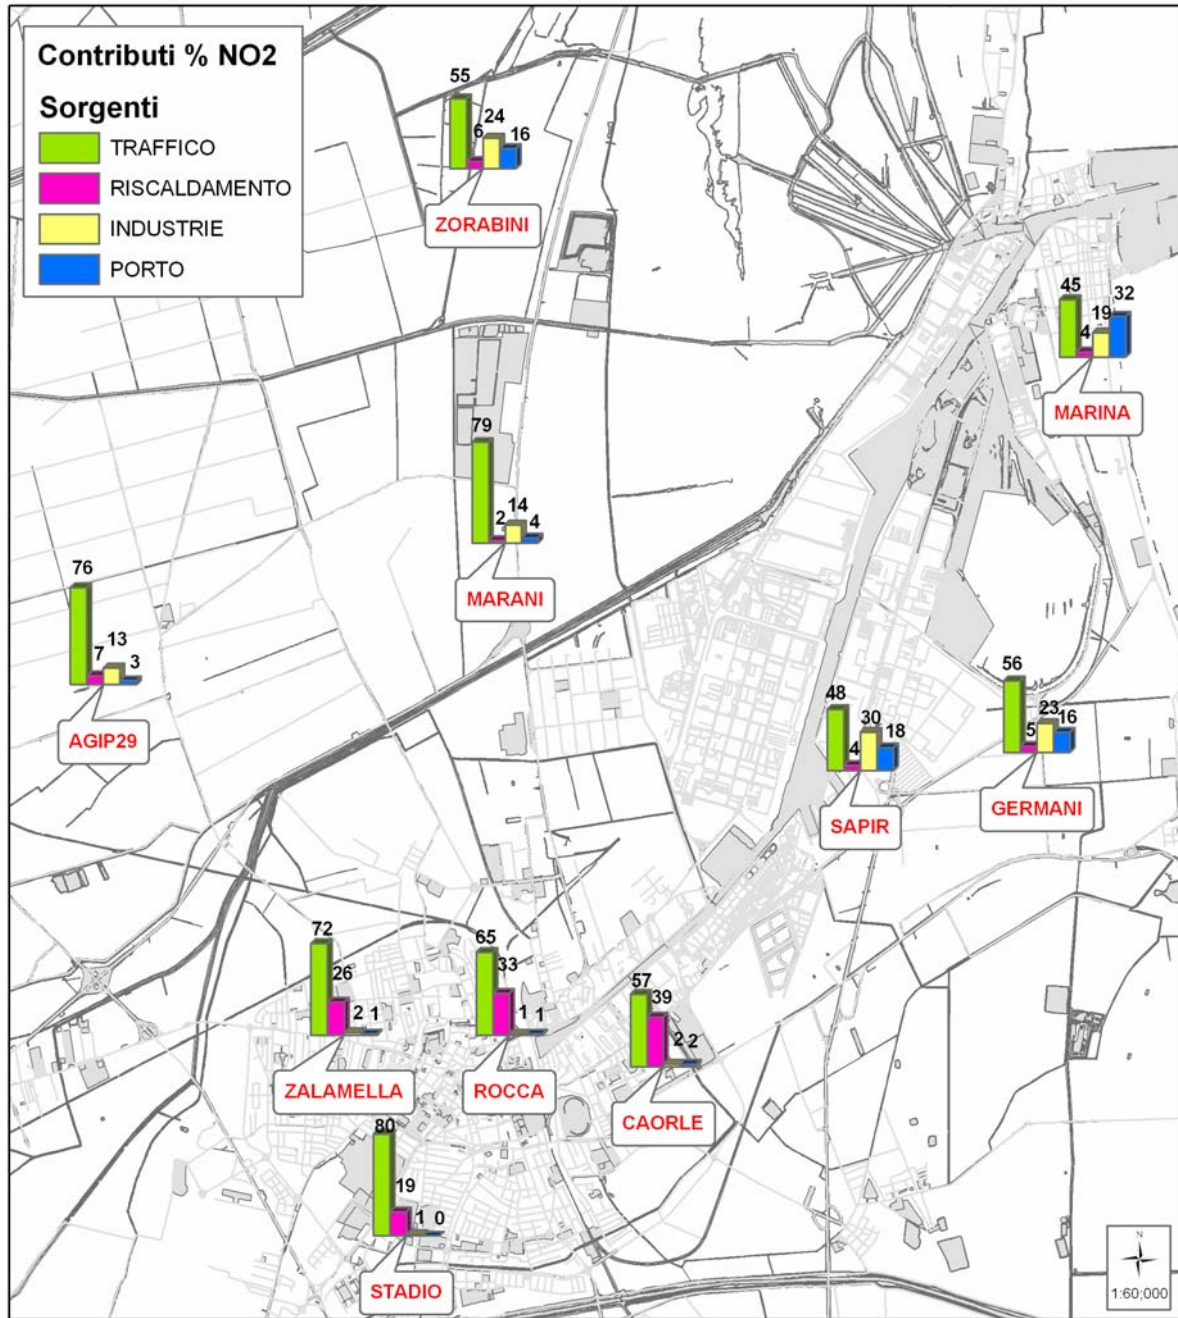 Contributi % NO2
Sorgenti
TRAFFICO
RISCALDAMENTO
INDUSTRIE
PORTO
55
6
24
16
ZORABINI
45
4
19
32
MARINA
79
2
14
4
MARANI
76
7
13
3
AGIP29
48
4
30
18
SAPIR
56
5
23
16
GERMANI
72
26
2
1
ZALAMELLA
65
33
1
1
ROCCA
57
39
2
2
CAORLE
80
19
1
0
STADIO
N
1:60;000